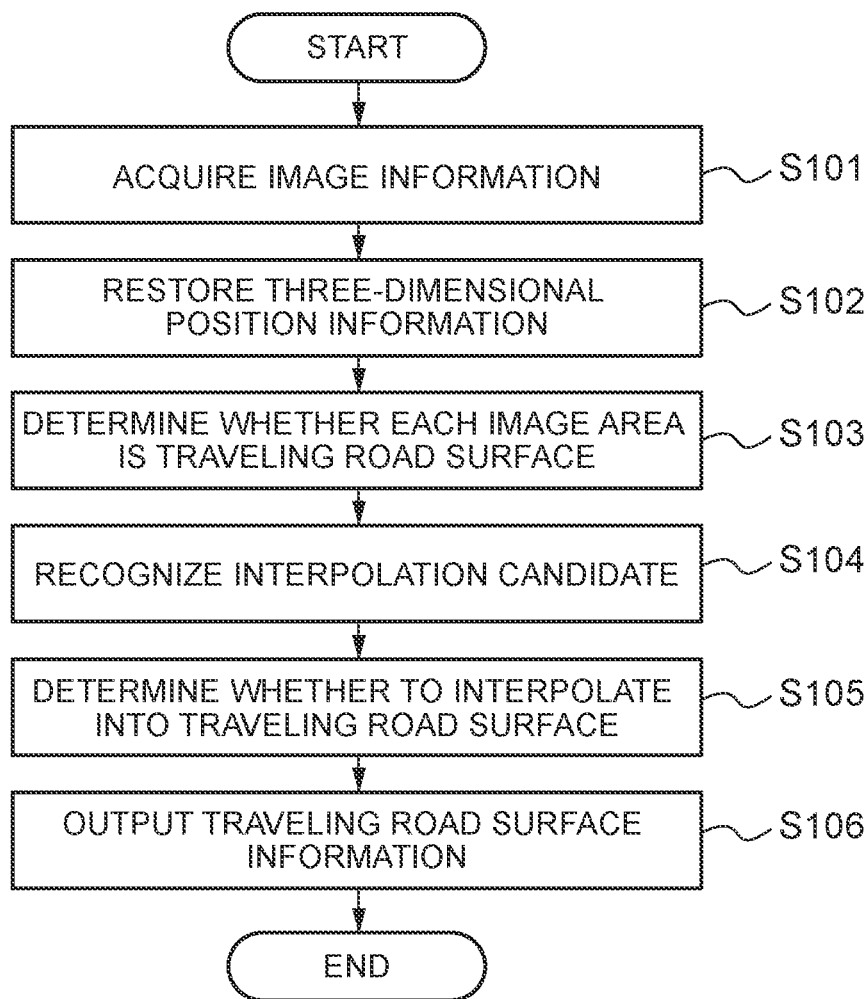 START
ACQUIRE IMAGE INFORMATION
S101
RESTORE THREE-DIMENSIONAL
POSITION INFORMATION
S102
DETERMINE WHETHER EACH IMAGE AREA
IS TRAVELING ROAD SURFACE
S103
RECOGNIZE INTERPOLATION CANDIDATE
S104
DETERMINE WHETHER TO INTERPOLATE
INTO TRAVELING ROAD SURFACE
S105
OUTPUT TRAVELING ROAD SURFACE
INFORMATION
S106
END